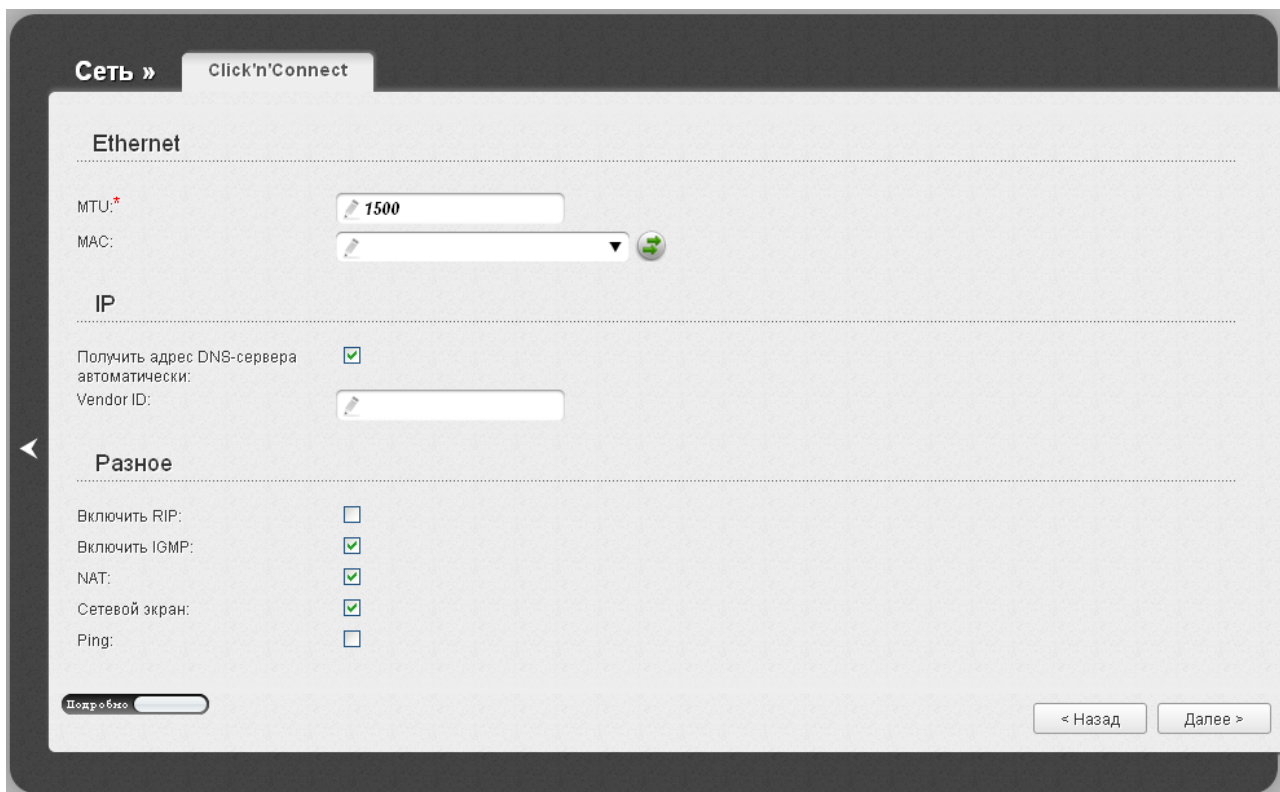 Сеть »
Click'n'Connect
Ethernet
MTU:*
1500
MAC:
IP
Получить адрес DNS-сервера
автоматически:
Vendor ID:
Разное
Включить RIP:
Включить IGMP:
NAT:
Сетевой экран:
Ping:
Подробно
< Назад
Далее >